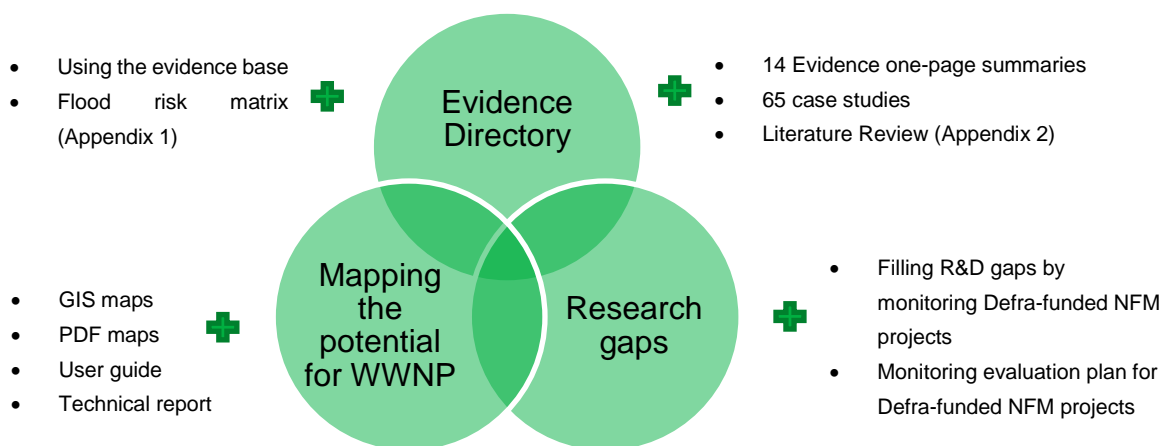 • Using the evidence base
• Flood risk matrix
(Appendix 1)
Evidence
Directory
• 14 Evidence one-page summaries
• 65 case studies
• Literature Review (Appendix 2)
Mapping
the
potential
for WWNP
• GIS maps
• PDF maps
• User guide
• Technical report
Research
gaps
• Filling R&D gaps by
monitoring Defra-funded NFM
projects
• Monitoring evaluation plan for
Defra-funded NFM projects